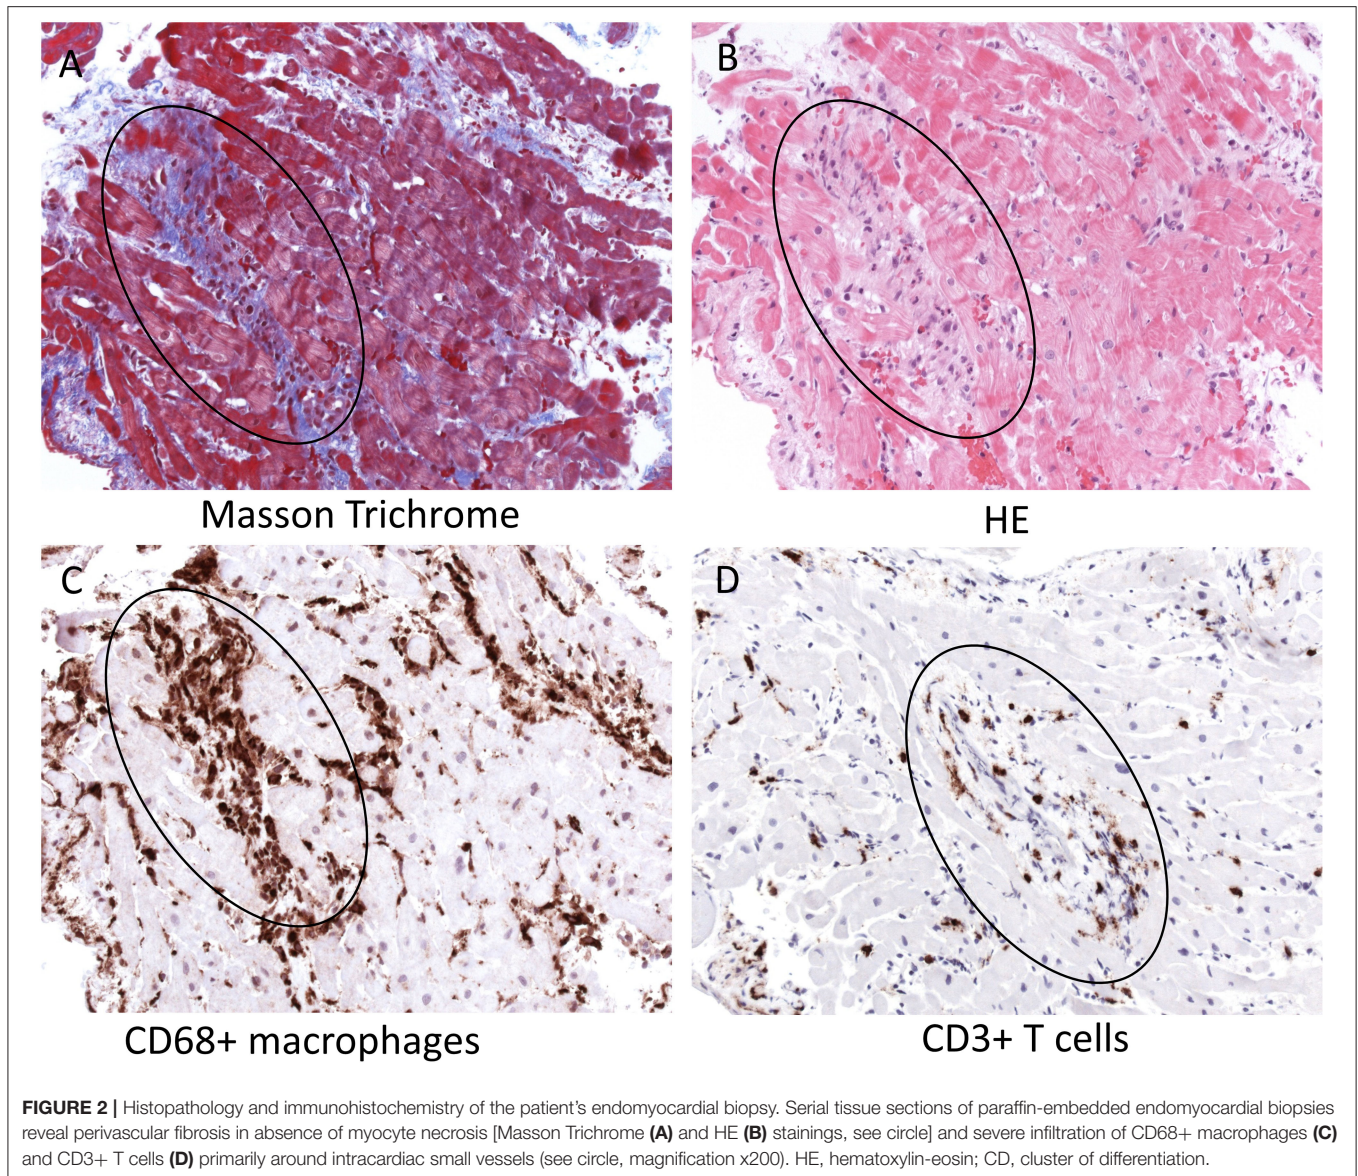 A
B
Masson Trichrome
HE
C
D
CD68+ macrophages
CD3+ T cells
FIGURE 2 | Histopathology and immunohistochemistry of the patient's endomyocardial biopsy. Serial tissue sections of paraffin-embedded endomyocardial biopsies
reveal perivascular fibrosis in absence of myocyte necrosis [Masson Trichrome (A) and HE (B) stainings, see circle] and severe infiltration of CD68+ macrophages (C)
and CD3+ T cells (D) primarily around intracardiac small vessels (see circle, magnification x200). HE, hematoxylin-eosin; CD, cluster of differentiation.